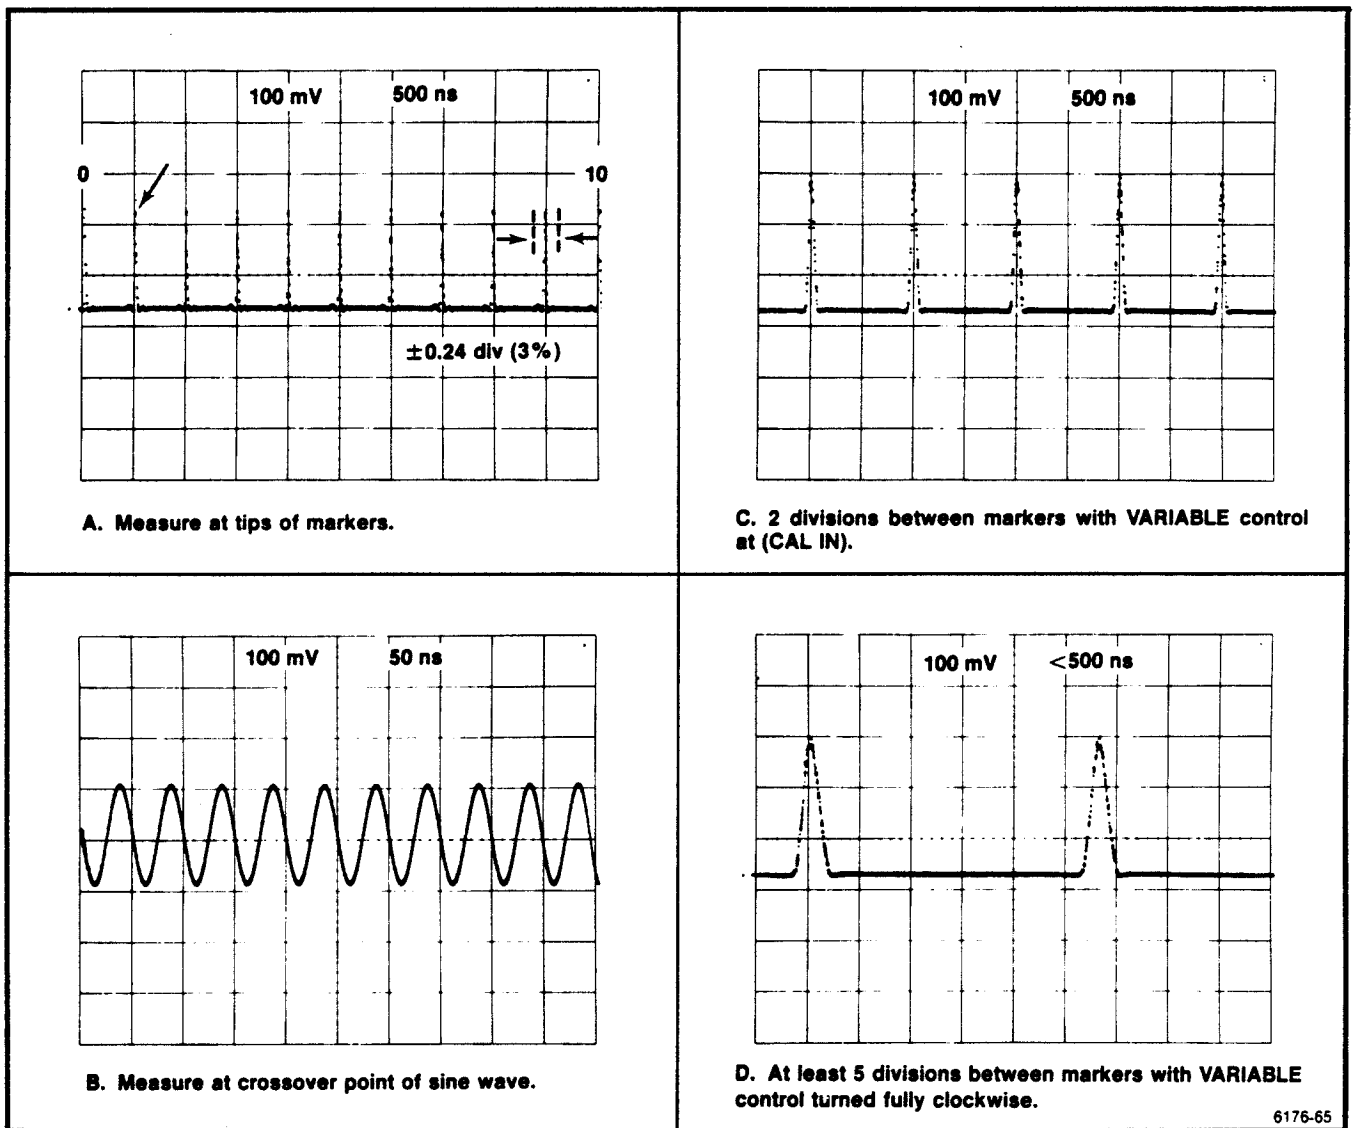 100 mV 500 ns
0 10
±0.24 div (3%)
A. Measure at tips of markers.
100 mV 500 ns
C. 2 divisions between markers with VARIABLE control
at (CAL IN).
100 mV 50 ns
B. Measure at crossover point of sine wave.
100 mV <500 ns
D. At least 5 divisions between markers with VARIABLE
control turned fully clockwise.
6176-65